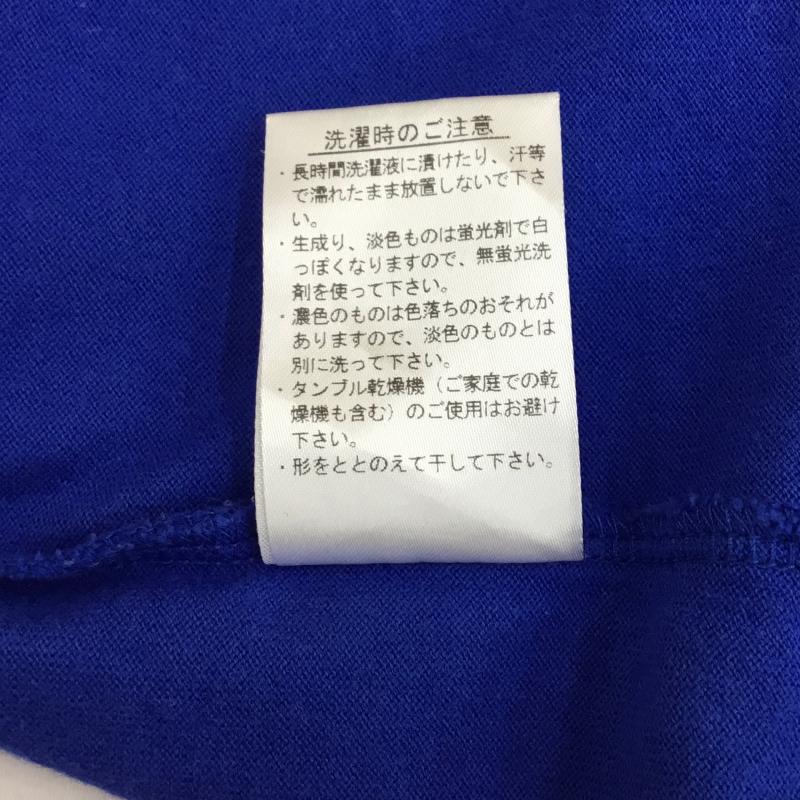 洗濯時のご注意
・長時間洗濯液に漬けたり、汗等
で濡れたまま放置しないで下さ
い。
・生成り、淡色ものは蛍光剤で白
っぽくなりますので、無蛍光洗
剤を使って下さい。
・濃色のものは色落ちのおそれが
ありますので、淡色のものとは
別に洗って下さい。
・タンブル乾燥機（ご家庭での乾
燥機も含む）のご使用はお避け
下さい。
・形をととのえて干して下さい。